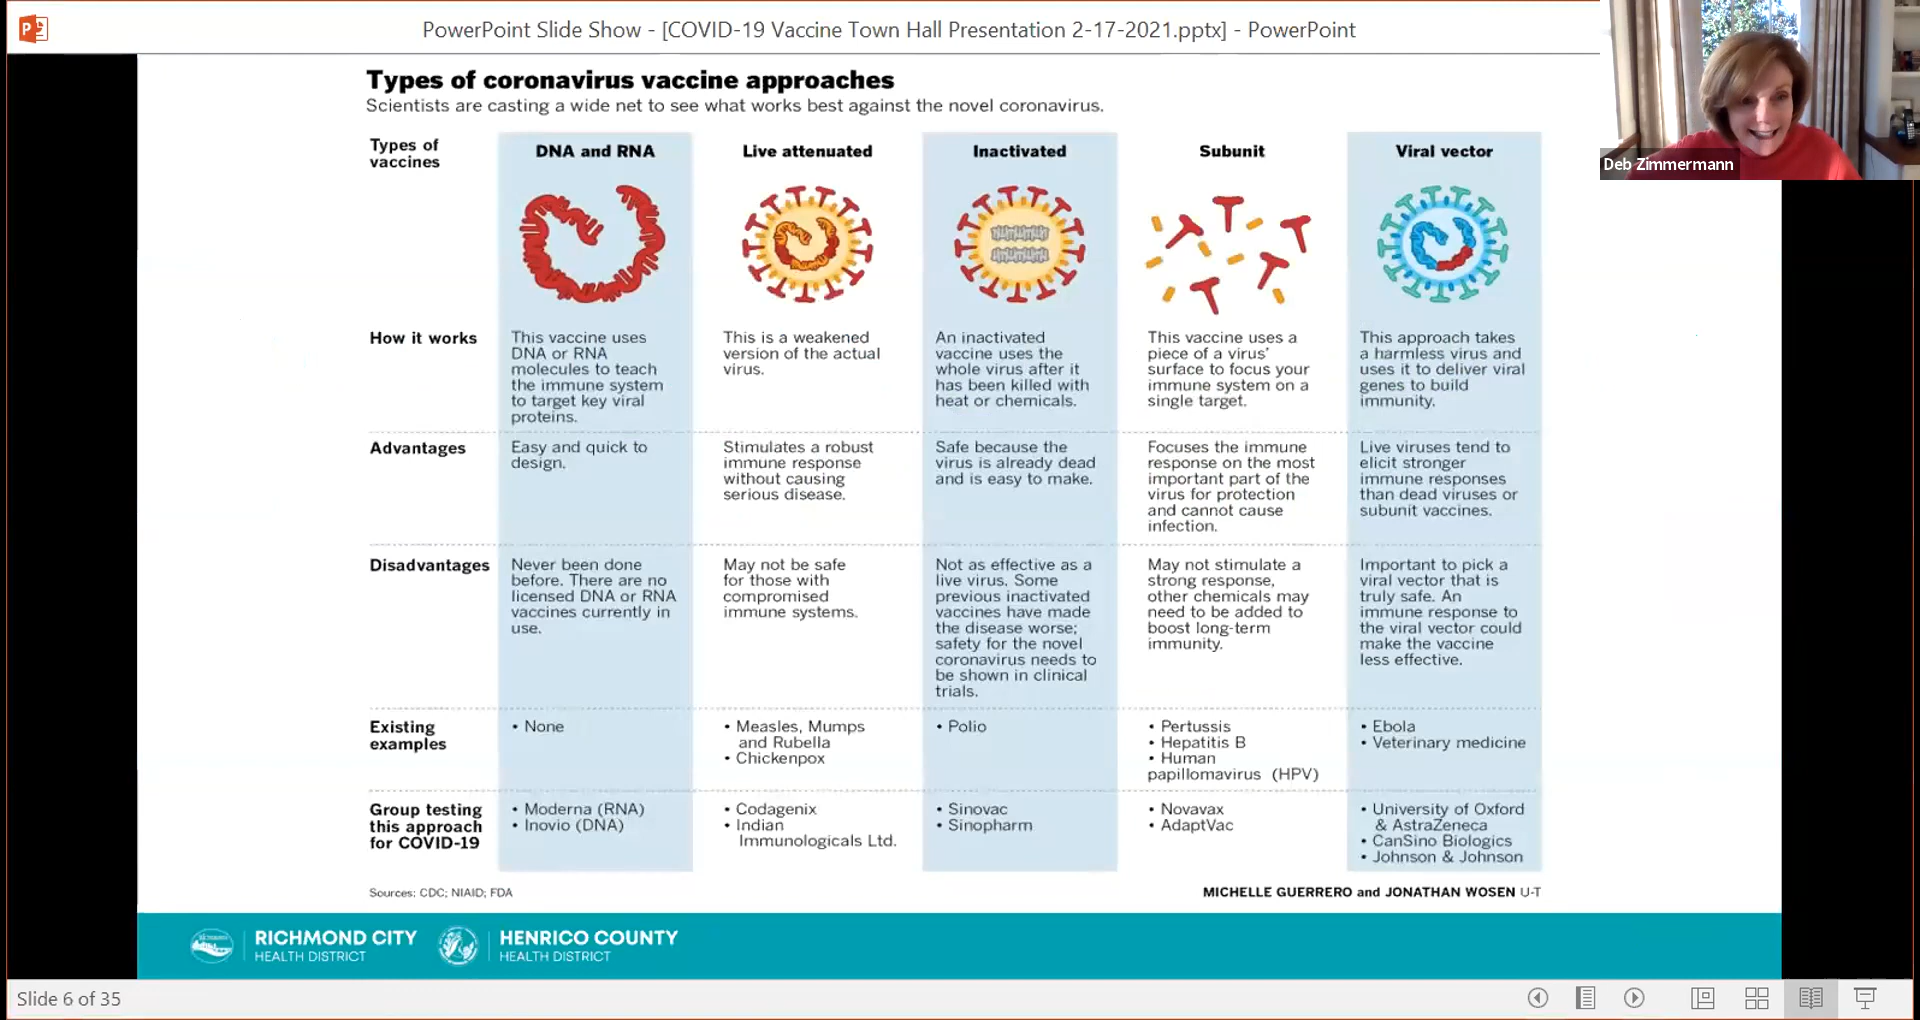 PowerPoint Slide Show - [COVID-19 Vaccine Town Hall Presentation 2-17-2021.pptx] - PowerPoint
Deb Zimmermann
Types of coronavirus vaccine approaches
Scientists are casting a wide net to see what works best against the novel coronavirus.
Types of
vaccines
DNA and RNA
Live attenuated
Inactivated
Subunit
Viral vector
How it works
This vaccine uses
DNA or RNA
molecules to teach
the immune system
to target key viral
proteins.
This is a weakened
version of the actual
virus.
An inactivated
vaccine uses the
whole virus after it
has been killed with
heat or chemicals.
This vaccine uses a
piece of a virus'
surface to focus your
immune system on a
single target.
This approach takes
a harmless virus and
uses it to deliver viral
genes to build
immunity.
Advantages
Easy and quick to
design.
Stimulates a robust
immune response
without causing
serious disease.
Safe because the
virus is already dead
and is easy to make.
Focuses the immune
response on the most
important part of the
virus for protection
and cannot cause
infection.
Live viruses tend to
elicit stronger
immune responses
than dead viruses or
subunit vaccines.
Disadvantages
Never been done
before. There are no
licensed DNA or RNA
vaccines currently in
use.
May not be safe
for those with
compromised
immune systems.
Not as effective as a
live virus. Some
previous inactivated
vaccines have made
the disease worse;
safety for the novel
coronavirus needs to
be shown in clinical
trials.
May not stimulate a
strong response,
other chemicals may
need to be added to
boost long-term
immunity.
Important to pick a
viral vector that is
truly safe. An
immune response to
the viral vector could
make the vaccine
less effective.
Existing
examples
• None
• Measles, Mumps
and Rubella
• Chickenpox
• Polio
• Pertussis
• Hepatitis B
• Human
papillomavirus (HPV)
• Ebola
• Veterinary medicine
Group testing
this approach
for COVID-19
• Moderna (RNA)
• Inovio (DNA)
• Codagenix
• Indian
Immunologicals Ltd.
• Sinovac
• Sinopharm
• Novavax
• AdaptVac
• University of Oxford
& AstraZeneca
• CanSino Biologics
• Johnson & Johnson
Sources: CDC; NIAID; FDA
MICHELLE GUERRERO and JONATHAN WOSEN U-T
RICHMOND CITY
HEALTH DISTRICT
HENRICO COUNTY
HEALTH DISTRICT
Slide 6 of 35